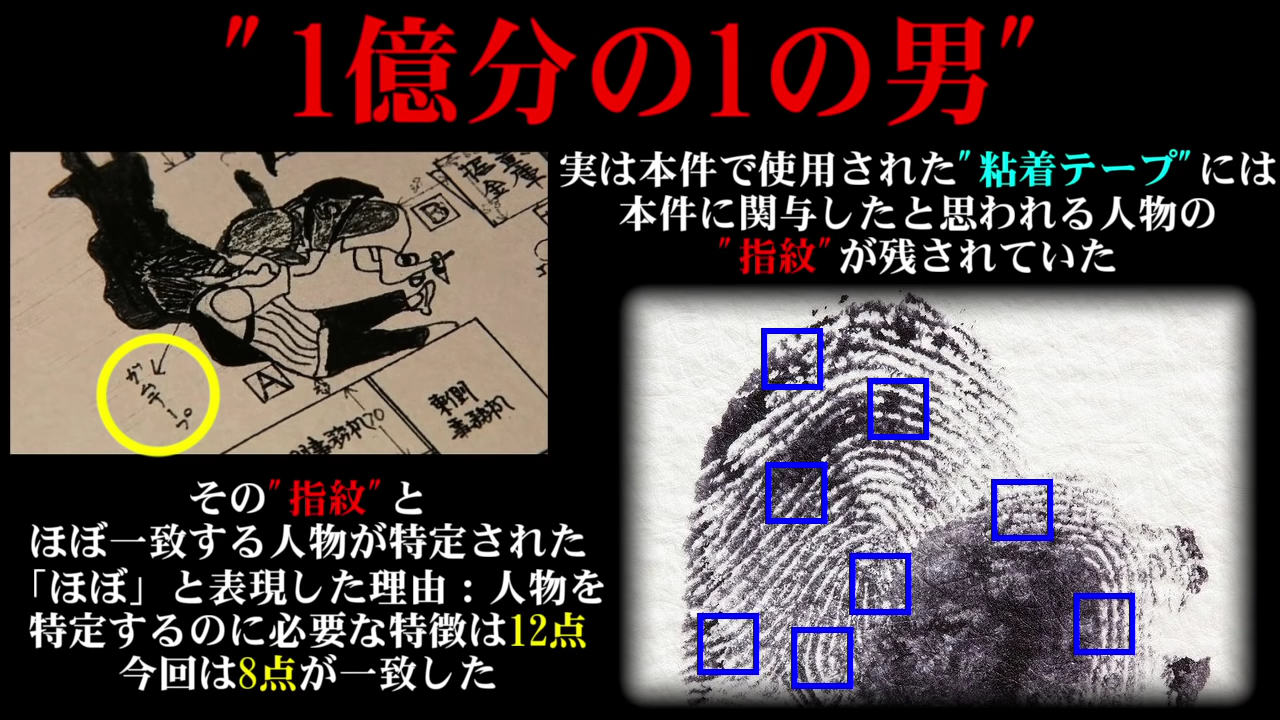 "1億分の1の男"
実は本件で使用された"粘着テープ"には
本件に関与したと思われる人物の
"指紋"が残されていた
B
A
ガムテープ
東側
事務机
その"指紋"と
ほぼ一致する人物が特定された
「ほぼ」と表現した理由：人物を
特定するのに必要な特徴は12点
今回は8点が一致した